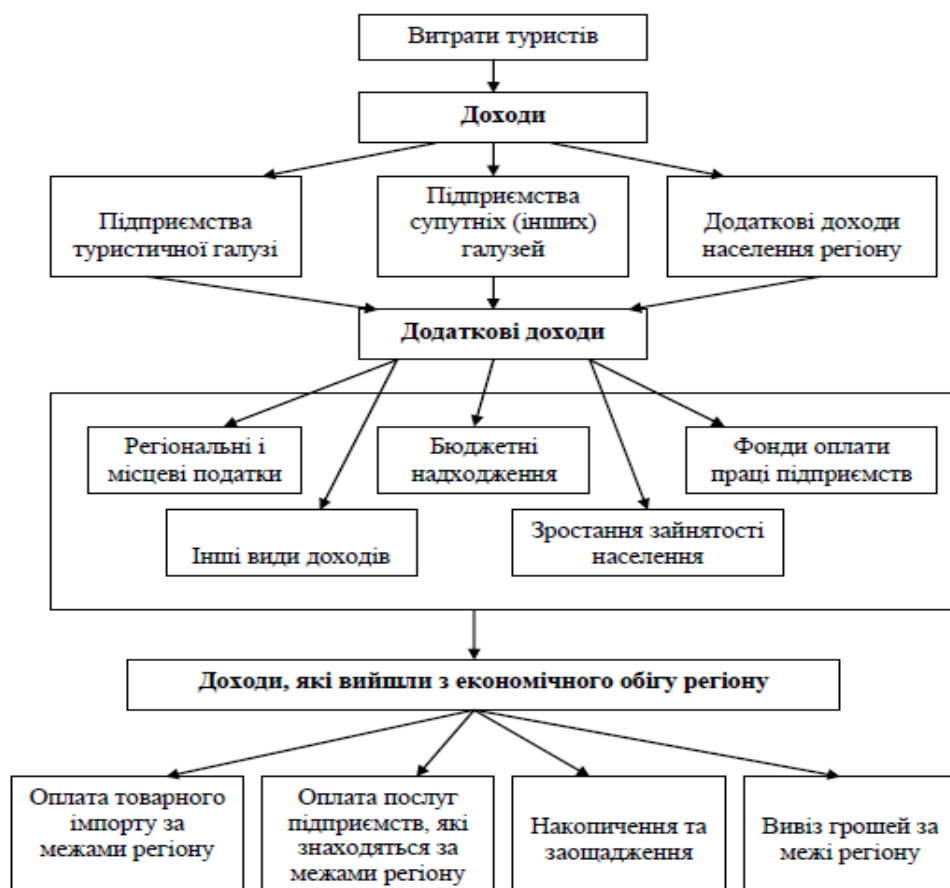 Витрати туристів
Доходи
Підприємства
туристичної галузі
Підприємства
супутніх (інших)
галузей
Додаткові доходи
населення регіону
Додаткові доходи
Регіональні і
місцеві податки
Бюджетні
надходження
Фонди оплати
праці підприємств
Інші види доходів
Зростання зайнятості
населення
Доходи, які вийшли з економічного обігу регіону
Оплата товарного
імпорту за
межами регіону
Оплата послуг
підприємств, які
знаходяться за
межами регіону
Накопичення та
заощадження
Вивіз грошей за
межі регіону